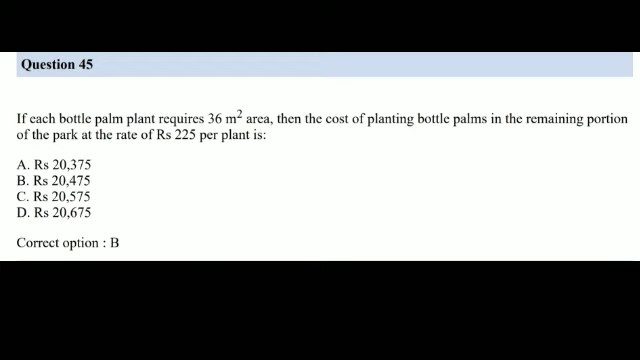 Question 45
If each bottle palm plant requires 36 m² area, then the cost of planting bottle palms in the remaining portion
of the park at the rate of Rs 225 per plant is:
A. Rs 20,375
B. Rs 20,475
C. Rs 20,575
D. Rs 20,675
Correct option : B